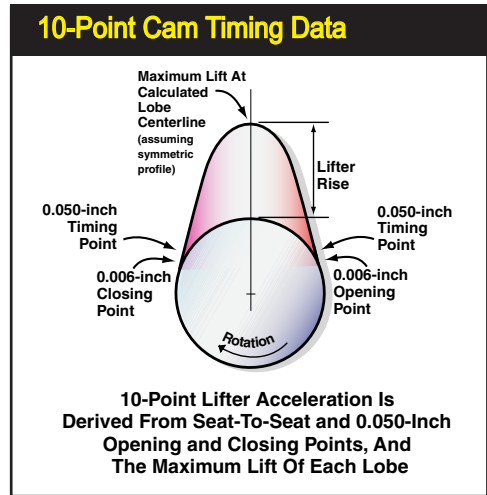 10-Point Cam Timing Data
Maximum Lift At
Calculated
Lobe
Centerline
(assuming
symmetric
profile)
Lifter
Rise
0.050-inch
Timing
Point
0.050-inch
Timing
Point
0.006-inch
Closing
Point
0.006-inch
Opening
Point
Rotation
10-Point Lifter Acceleration Is
Derived From Seat-To-Seat and 0.050-Inch
Opening and Closing Points, And
The Maximum Lift Of Each Lobe